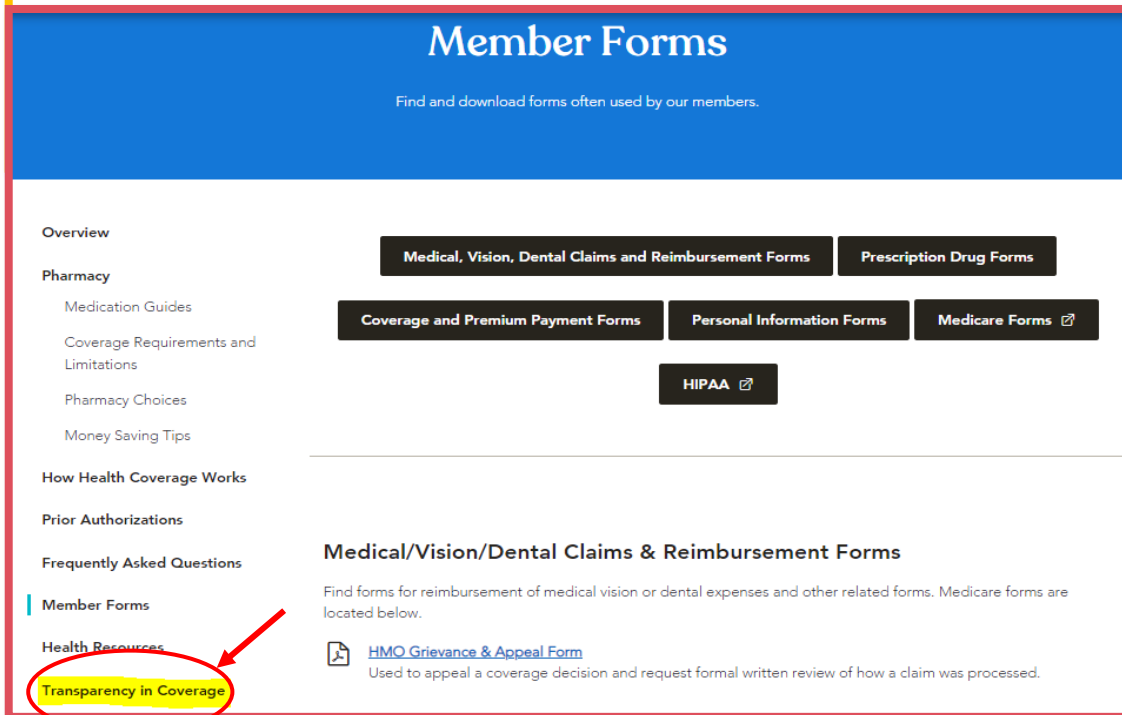 Member Forms
Find and download forms often used by our members.
Overview
Pharmacy
Medication Guides
Coverage Requirements and
Limitations
Pharmacy Choices
Money Saving Tips
How Health Coverage Works
Prior Authorizations
Frequently Asked Questions
Member Forms
Health Resources
Transparency in Coverage
Medical, Vision, Dental Claims and Reimbursement Forms
Prescription Drug Forms
Coverage and Premium Payment Forms
Personal Information Forms
Medicare Forms
HIPAA
Medical/Vision/Dental Claims & Reimbursement Forms
Find forms for reimbursement of medical vision or dental expenses and other related forms. Medicare forms are
located below.
HMO Grievance & Appeal Form
Used to appeal a coverage decision and request formal written review of how a claim was processed.